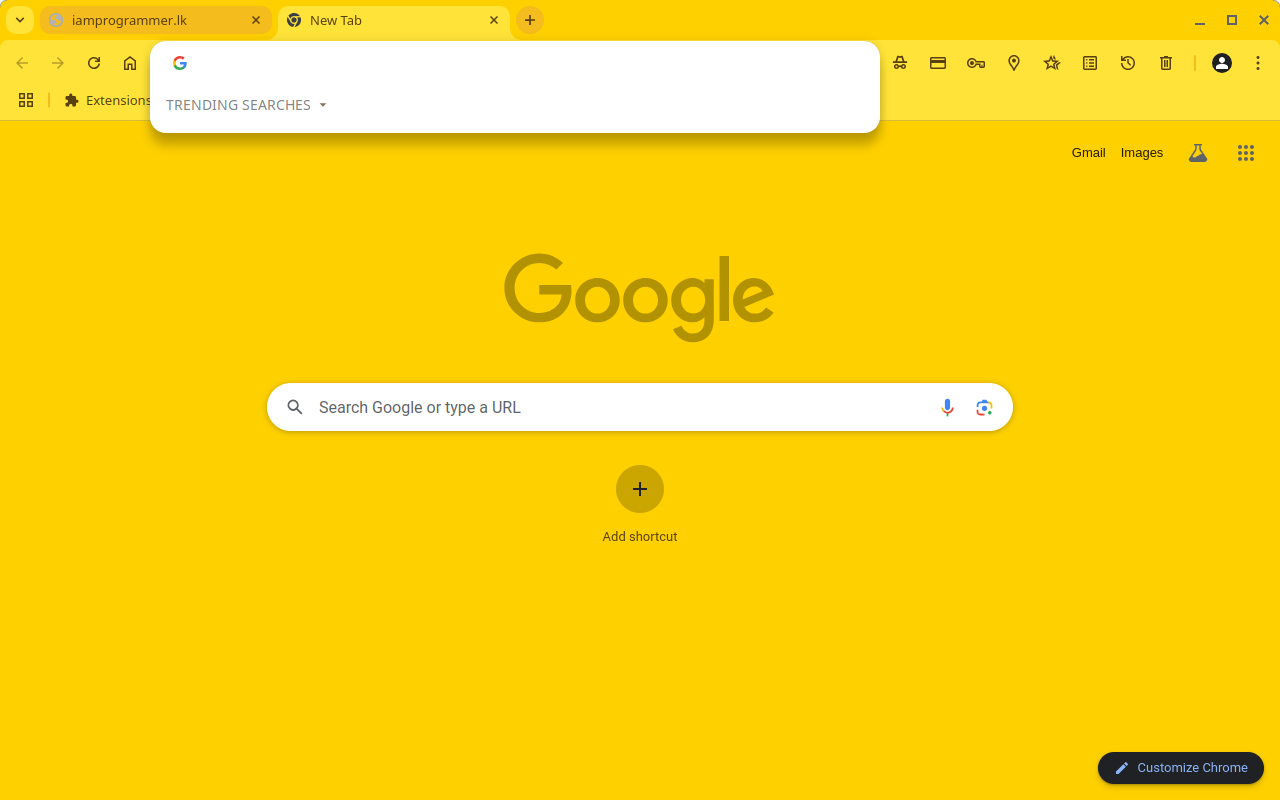 iamprogrammer.lk
New Tab
TRENDING SEARCHES
Extensions
Gmail
Images
Google
Search Google or type a URL
Add shortcut
Customize Chrome